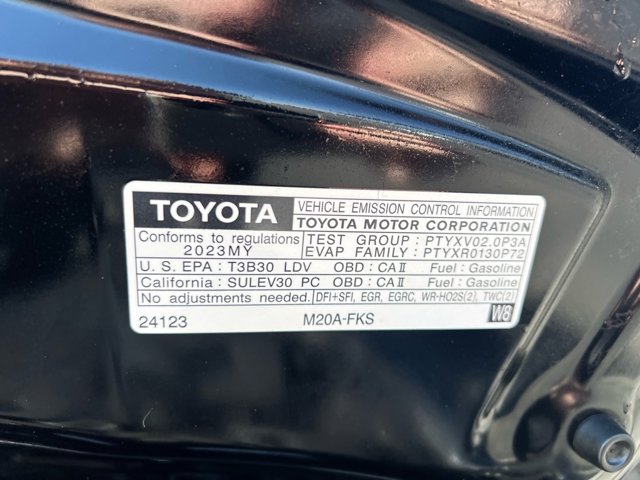 TOYOTA
VEHICLE EMISSION CONTROL INFORMATION
TOYOTA MOTOR CORPORATION
Conforms to regulations
2023MY
TEST GROUP : PTYXV02.0P3A
EVAP FAMILY : PTYXR0130P72
U. S. EPA : T3B30 LDV OBD : CAⅡ Fuel : Gasoline
California : SULEV30 PC OBD : CAⅡ Fuel : Gasoline
No adjustments needed. DFI+SFI, EGR, EGRC, WR-HO2S(2), TWC(2)
24123 M20A-FKS W8